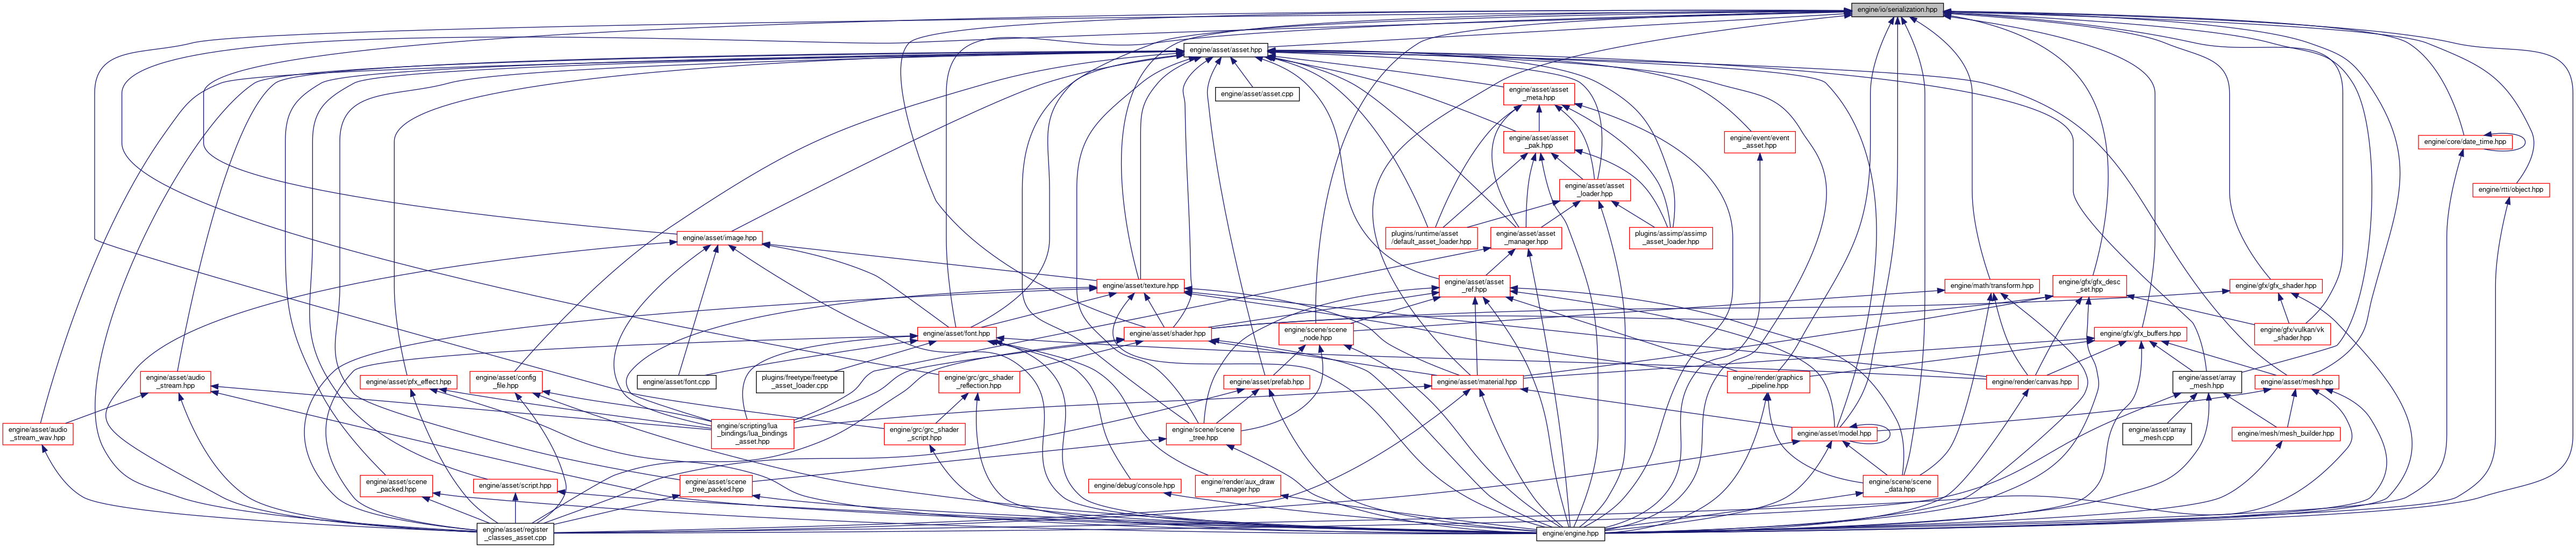 engine/io/serialization.hpp
engine/asset/asset.hpp
engine/asset/asset.cpp
engine/asset/asset
_meta.hpp
engine/asset/asset
_pak.hpp
engine/event/event
_asset.hpp
engine/core/date_time.hpp
engine/asset/asset
_loader.hpp
engine/rtti/object.hpp
engine/asset/image.hpp
plugins/runtime/asset
/default_asset_loader.hpp
engine/asset/asset
_manager.hpp
plugins/assimp/assimp
_asset_loader.hpp
engine/asset/texture.hpp
engine/asset/asset
_ref.hpp
engine/math/transform.hpp
engine/gfx/gfx_desc
_set.hpp
engine/gfx/gfx_shader.hpp
engine/asset/font.hpp
engine/asset/shader.hpp
engine/scene/scene
_node.hpp
engine/gfx/gfx_buffers.hpp
engine/gfx/vulkan/vk
_shader.hpp
engine/asset/audio
_stream.hpp
engine/asset/pfx_effect.hpp
engine/asset/config
_file.hpp
engine/asset/font.cpp
plugins/freetype/freetype
_asset_loader.cpp
engine/grc/grc_shader
_reflection.hpp
engine/asset/prefab.hpp
engine/asset/material.hpp
engine/render/graphics
_pipeline.hpp
engine/render/canvas.hpp
engine/asset/array
_mesh.hpp
engine/asset/mesh.hpp
engine/asset/audio
_stream_wav.hpp
engine/scripting/lua
_bindings/lua_bindings
_asset.hpp
engine/grc/grc_shader
_script.hpp
engine/scene/scene
_tree.hpp
engine/asset/model.hpp
engine/asset/array
_mesh.cpp
engine/mesh/mesh_builder.hpp
engine/asset/scene
_packed.hpp
engine/asset/script.hpp
engine/asset/scene
_tree_packed.hpp
engine/debug/console.hpp
engine/render/aux_draw
_manager.hpp
engine/scene/scene
_data.hpp
engine/asset/register
_classes_asset.cpp
engine/engine.hpp